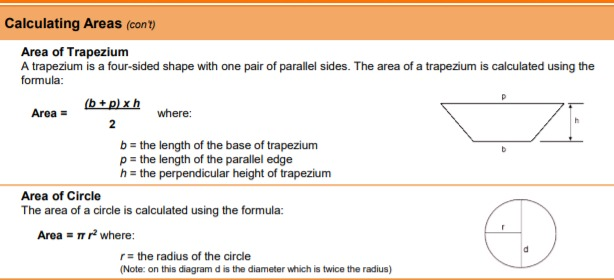 Calculating Areas (con't)
Area of Trapezium
A trapezium is a four-sided shape with one pair of parallel sides. The area of a trapezium is calculated using the
formula:
Area = (b + p) x h / 2 where:
b = the length of the base of trapezium
p = the length of the parallel edge
h = the perpendicular height of trapezium
p
h
b
Area of Circle
The area of a circle is calculated using the formula:
Area = π r² where:
r = the radius of the circle
(Note: on this diagram d is the diameter which is twice the radius)
r
d